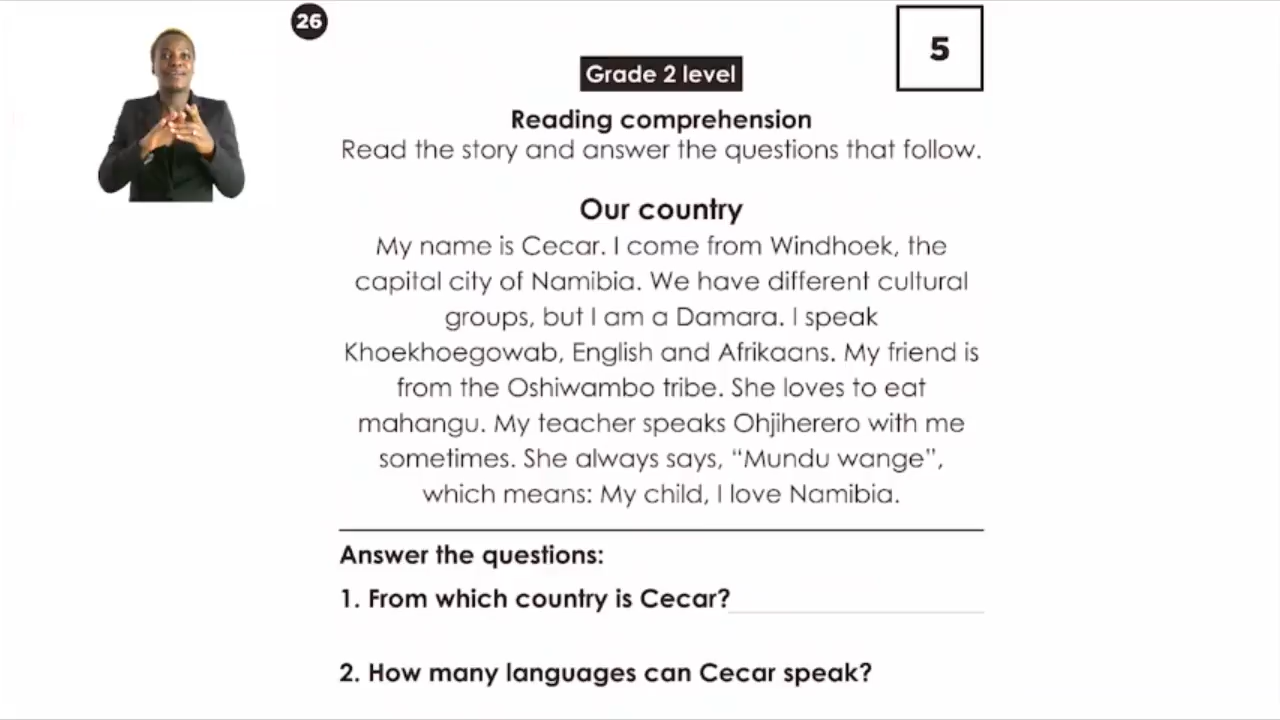 26
5
Grade 2 level
Reading comprehension
Read the story and answer the questions that follow.
Our country
My name is Cecar. I come from Windhoek, the
capital city of Namibia. We have different cultural
groups, but I am a Damara. I speak
Khoekhoegowab, English and Afrikaans. My friend is
from the Oshiwambo tribe. She loves to eat
mahangu. My teacher speaks Ohjiherero with me
sometimes. She always says, “Mundu wange”,
which means: My child, I love Namibia.
Answer the questions:
1. From which country is Cecar?
2. How many languages can Cecar speak?